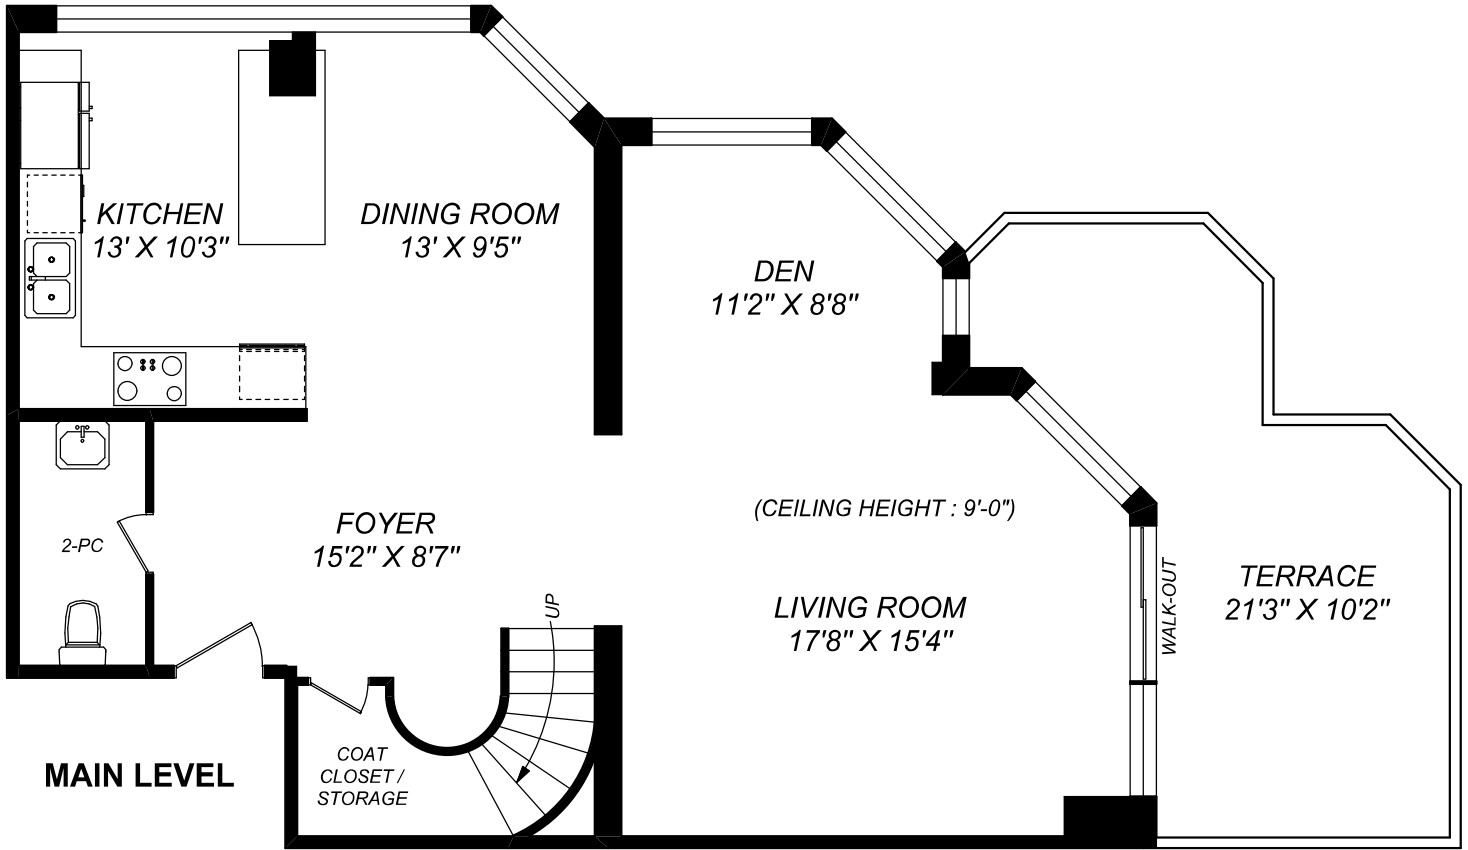 KITCHEN
13' X 10'3"
DINING ROOM
13' X 9'5"
DEN
11'2" X 8'8"
(CEILING HEIGHT : 9'-0")
FOYER
15'2" X 8'7"
2-PC
UP
LIVING ROOM
17'8" X 15'4"
WALK-OUT
TERRACE
21'3" X 10'2"
COAT
CLOSET /
STORAGE
MAIN LEVEL